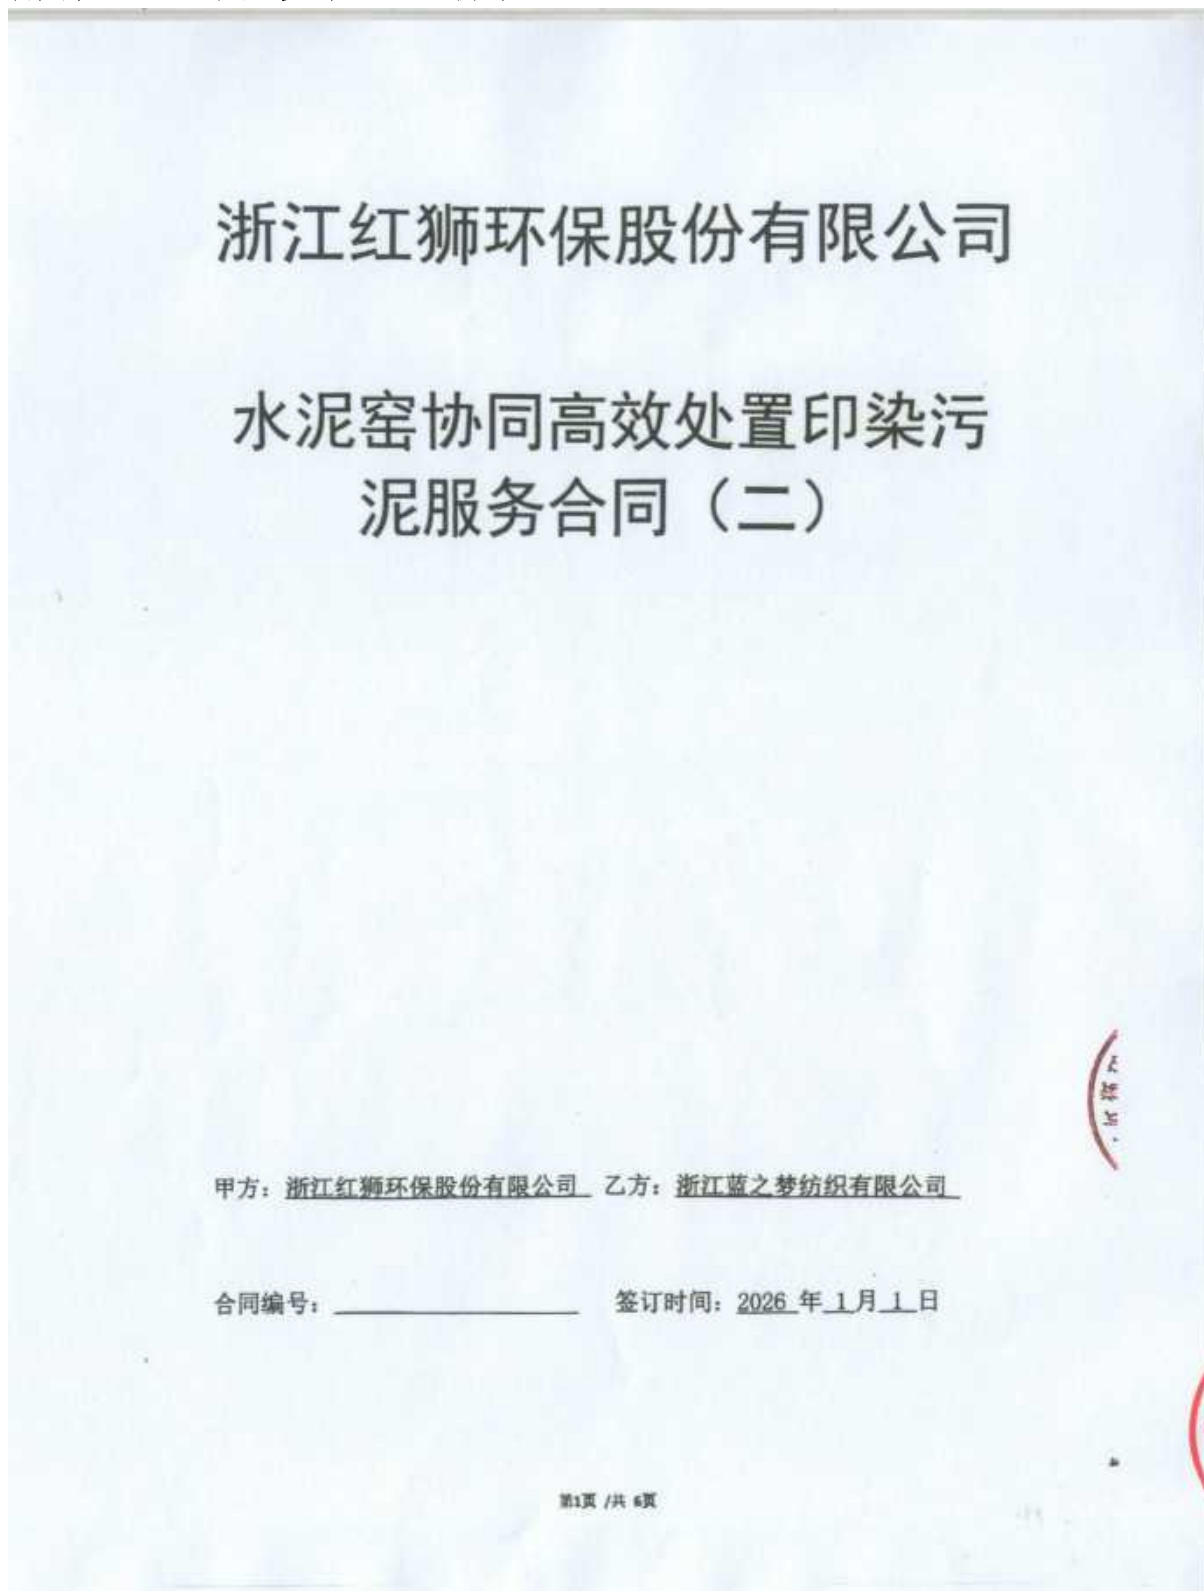 浙江红狮环保股份有限公司
水泥窑协同高效处置印染污
泥服务合同（二）
甲方：浙江红狮环保股份有限公司 乙方：浙江蓝之梦纺织有限公司
合同编号： 签订时间：2026 年 1 月 1 日
第1页 /共 6页